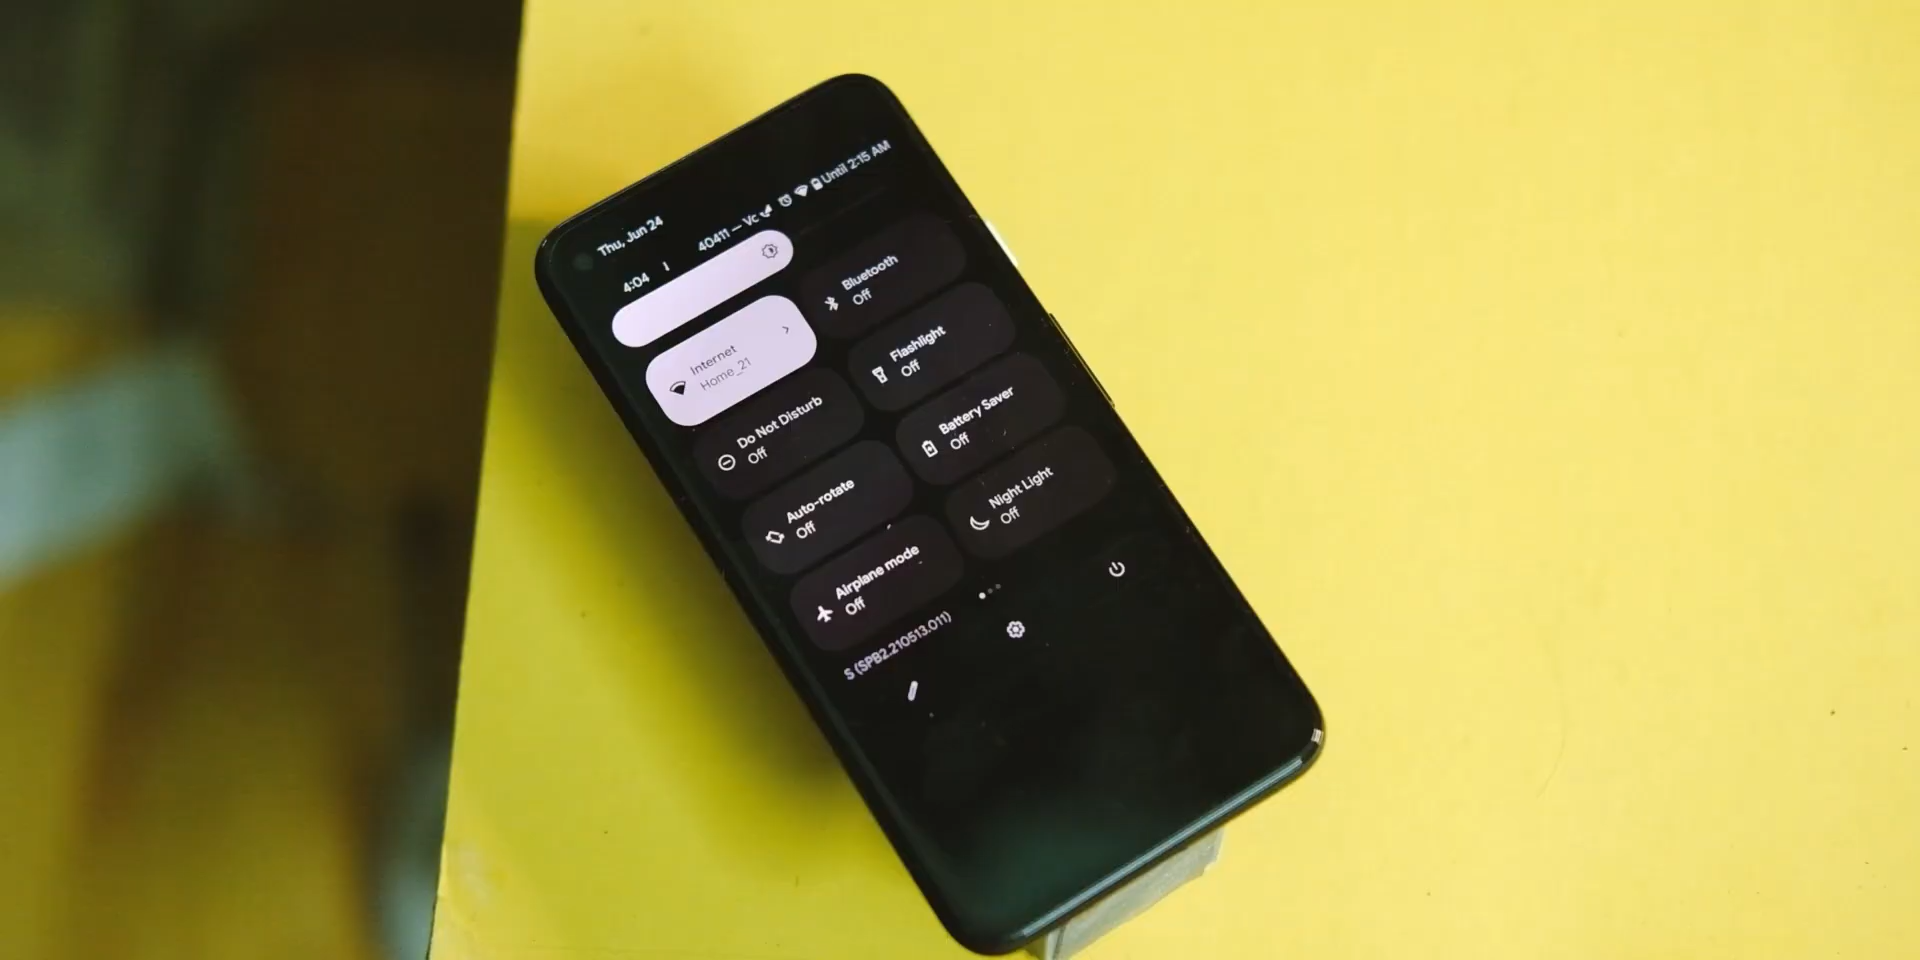 Thu, Jun 24
4:04
40411 — Vo
Until 2:15 AM
Internet
Home_21
Bluetooth
Off
Do Not Disturb
Off
Flashlight
Off
Auto-rotate
Off
Battery Saver
Off
Airplane mode
Off
Night Light
Off
S (SPB2.210513.011)